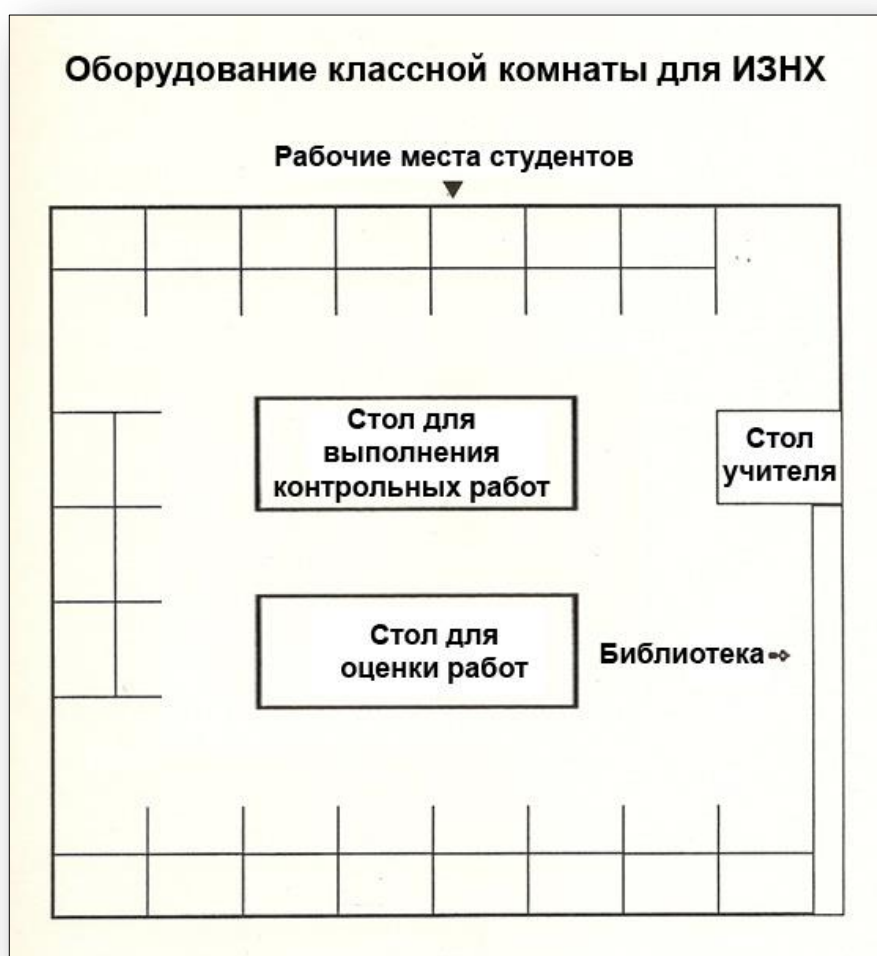 Оборудование классной комнаты для ИЗНХ
Рабочие места студентов
Стол для
выполнения
контрольных работ
Стол
учителя
Стол для
оценки работ
Библиотека